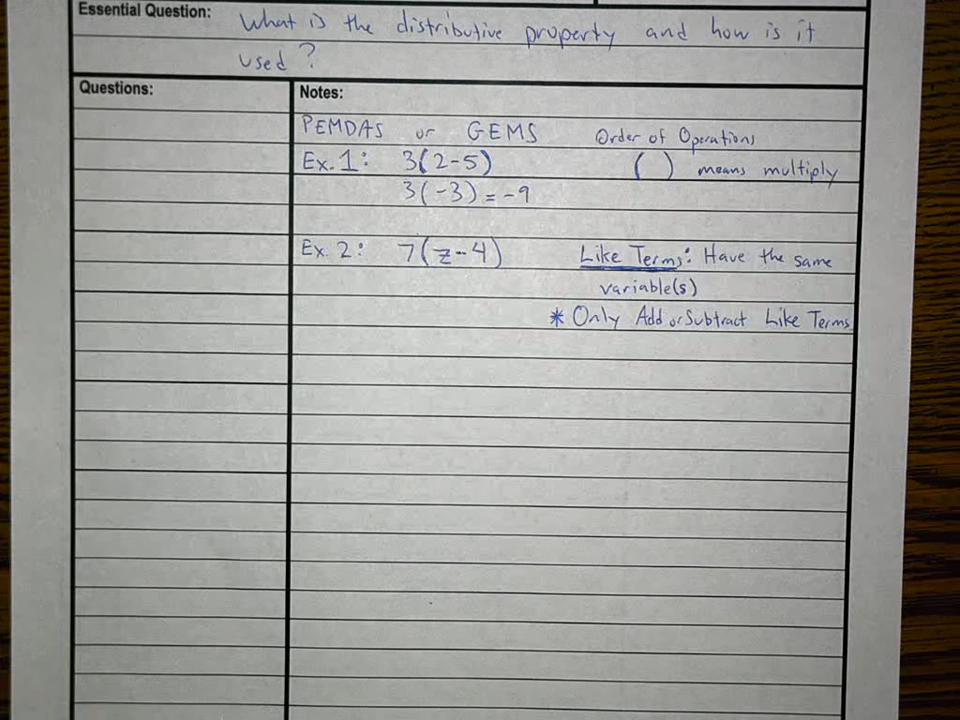 Essential Question: What is the distributive property and how is it
used?
Questions:
Notes:
PEMDAS or GEMS Order of Operations
Ex. 1: 3(2-5) ( ) means multiply
3(-3) = -9
Ex. 2: 7(z-4) Like Terms: Have the same
variable(s)
* Only Add or Subtract Like Terms